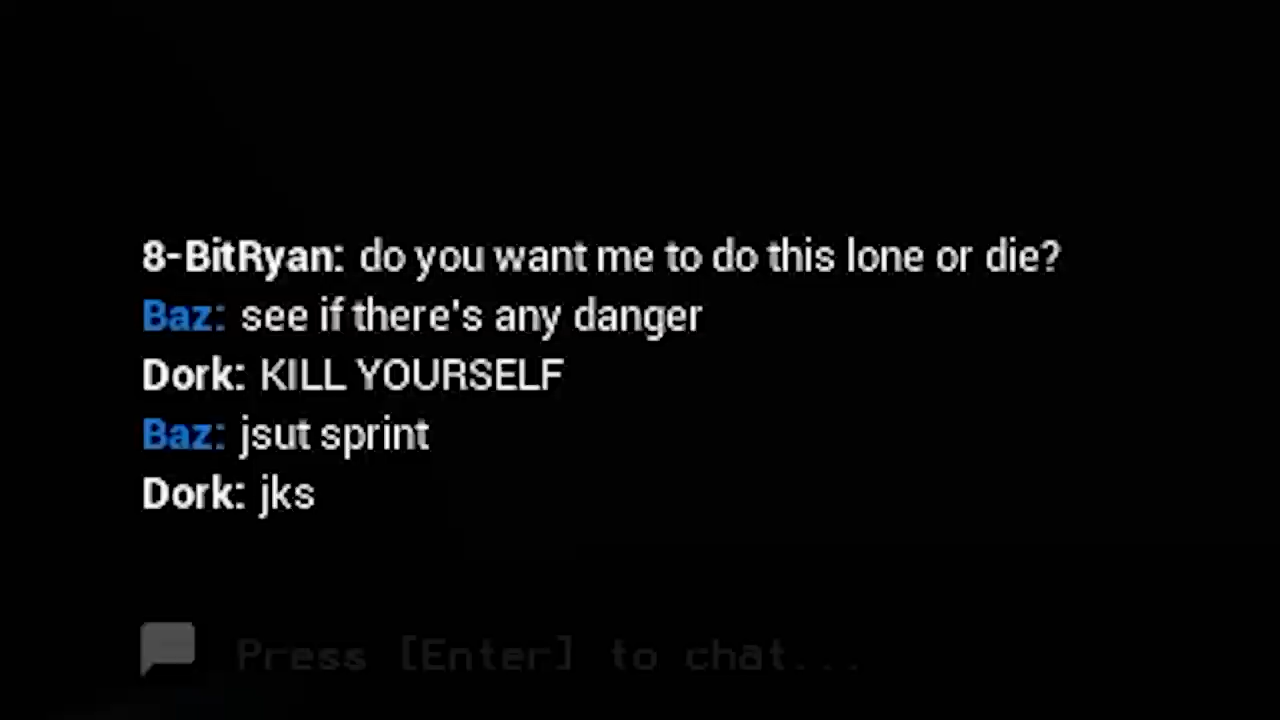 8-BitRyan: do you want me to do this lone or die?
Baz: see if there's any danger
Dork: KILL YOURSELF
Baz: jsut sprint
Dork: jks
Press [Enter] to chat...